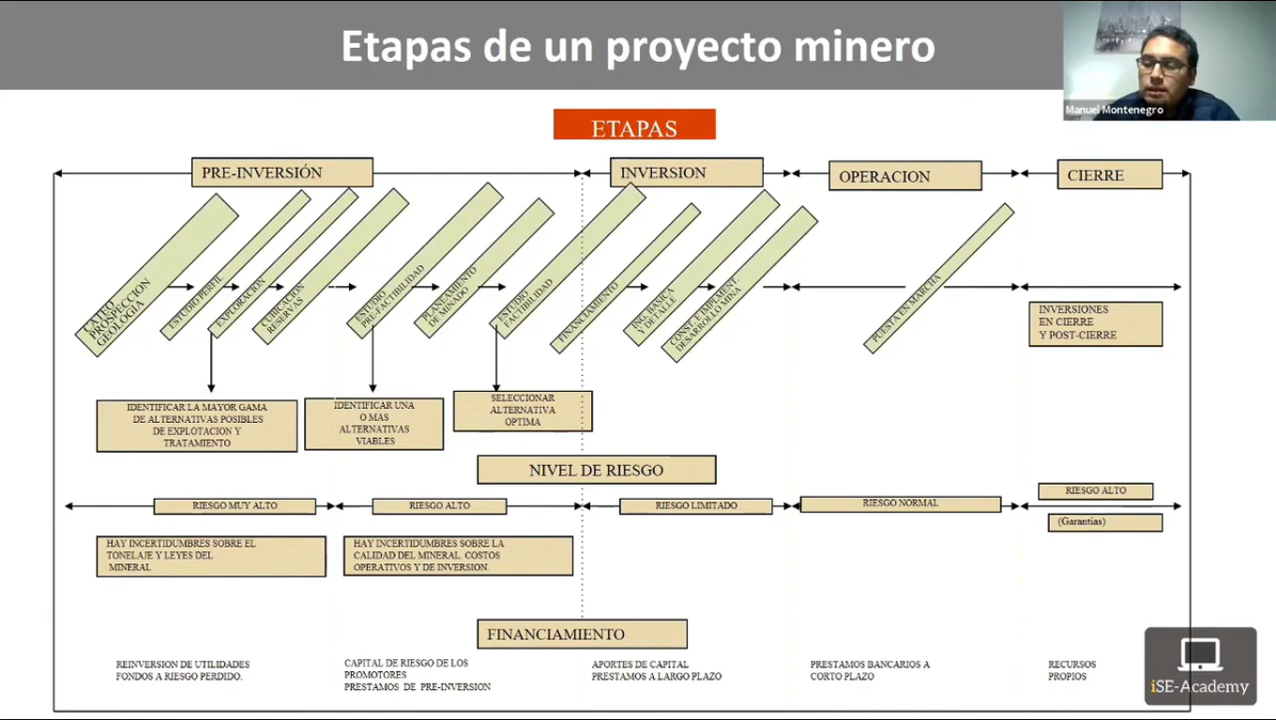 Etapas de un proyecto minero
Manuel Montenegro
ETAPAS
PRE-INVERSIÓN
INVERSION
OPERACION
CIERRE
CATEO
PROSPECCION
GEOLOGIA
ESTUDIO PERFIL
EXPLORACION
CUBICACION
RESERVAS
ESTUDIO
PRE-FACTIBILIDAD
PLANEAMIENTO
DE MINADO
ESTUDIO
FACTIBILIDAD
FINANCIAMIENTO
ING. BASICA
Y DETALLE
CONST. E IMPLEMENT.
DESARROLLO MINA
PUESTA EN MARCHA
INVERSIONES
EN CIERRE
Y POST-CIERRE
IDENTIFICAR LA MAYOR GAMA
DE ALTERNATIVAS POSIBLES
DE EXPLOTACION Y
TRATAMIENTO
IDENTIFICAR UNA
O MAS
ALTERNATIVAS
VIABLES
SELECCIONAR
ALTERNATIVA
OPTIMA
NIVEL DE RIESGO
RIESGO MUY ALTO
RIESGO ALTO
RIESGO LIMITADO
RIESGO NORMAL
RIESGO ALTO
(Garantías)
HAY INCERTIDUMBRES SOBRE EL
TONELAJE Y LEYES DEL
MINERAL
HAY INCERTIDUMBRES SOBRE LA
CALIDAD DEL MINERAL. COSTOS
OPERATIVOS Y DE INVERSION.
FINANCIAMIENTO
REINVERSION DE UTILIDADES
FONDOS A RIESGO PERDIDO.
CAPITAL DE RIESGO DE LOS
PROMOTORES
PRESTAMOS DE PRE-INVERSION
APORTES DE CAPITAL
PRESTAMOS A LARGO PLAZO
PRESTAMOS BANCARIOS A
CORTO PLAZO
RECURSOS
PROPIOS
iSE-Academy